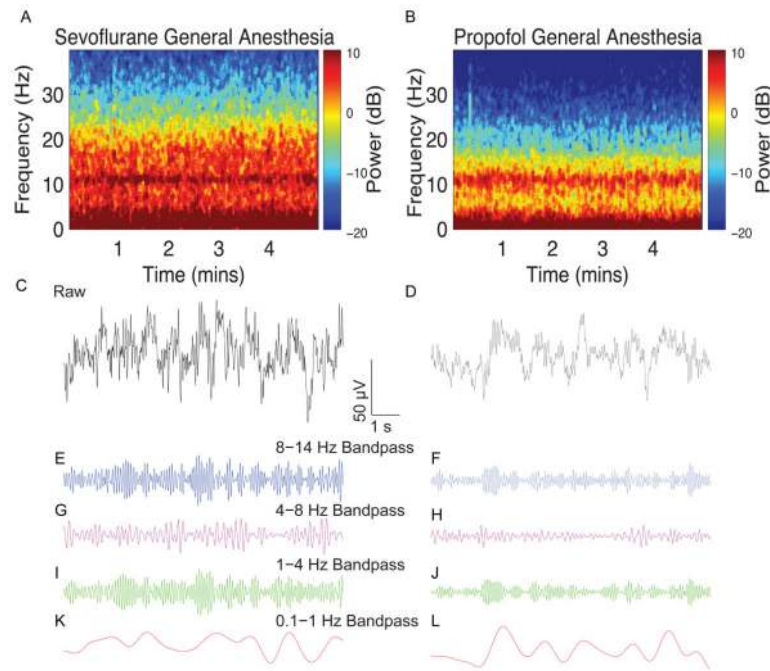 A
B
Sevoflurane General Anesthesia
Propofol General Anesthesia
Frequency (Hz)
30
20
10
0
1 2 3 4
Time (mins)
10
0
−10
−20
Power (dB)
Frequency (Hz)
30
20
10
0
1 2 3 4
Time (mins)
10
0
−10
−20
Power (dB)
C
Raw
D
50 µV
1 s
E
8−14 Hz Bandpass
F
G
4−8 Hz Bandpass
H
I
1−4 Hz Bandpass
J
K
0.1−1 Hz Bandpass
L